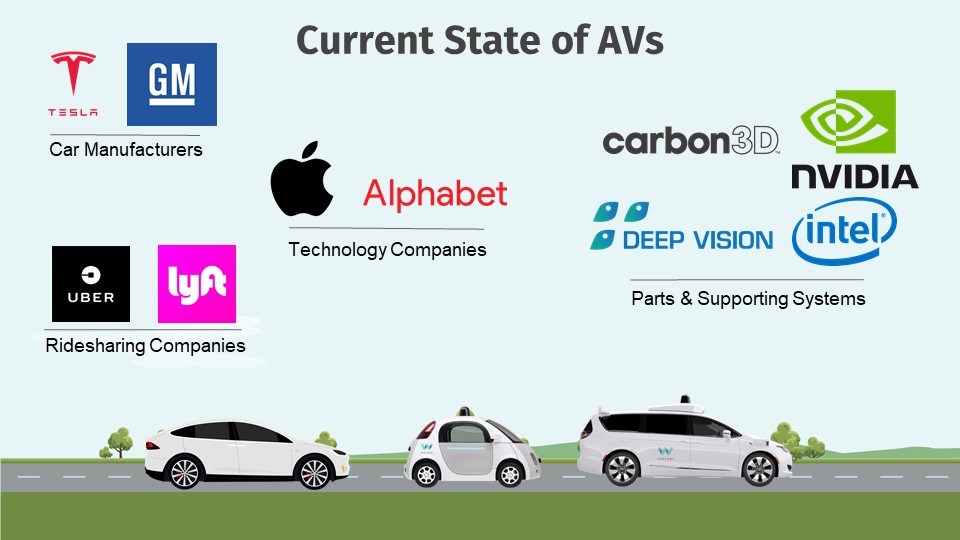 Current State of AVs
TESLA
GM
Car Manufacturers
Alphabet
Technology Companies
carbon3D
NVIDIA
DEEP VISION
intel
Parts & Supporting Systems
UBER
lyft
Ridesharing Companies